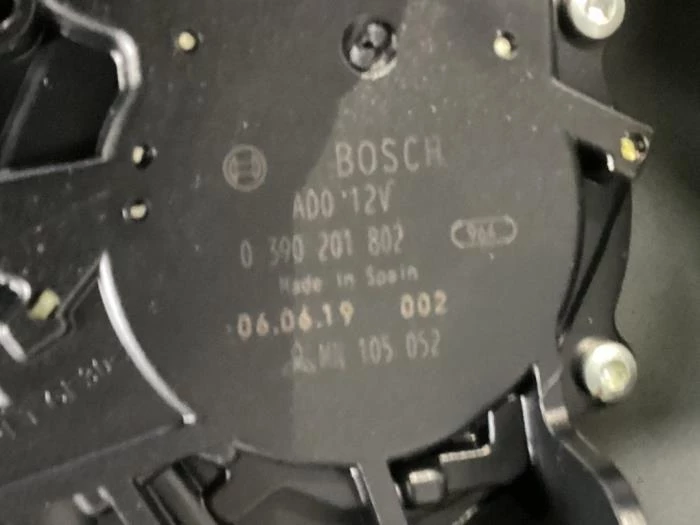 BOSCH
ADO 12V
0 390 201 802 966
Made in Spain
06.06.19 002
MN 105 052